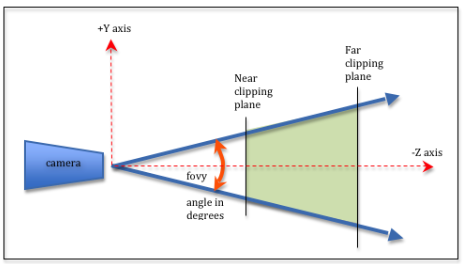 +Y axis
Far
clipping
plane
Near
clipping
plane
-Z axis
camera
fovy
angle in
degrees